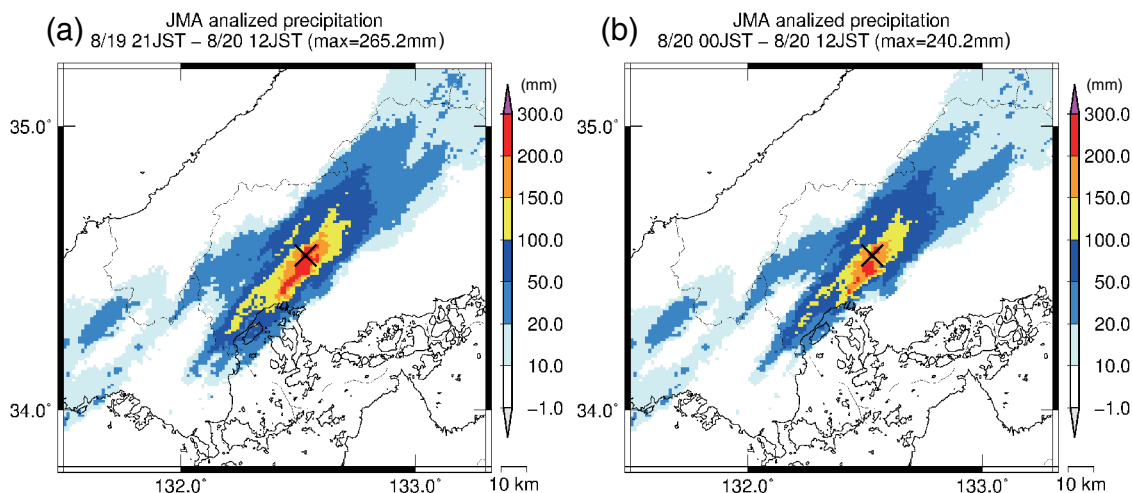 (a)
JMA analized precipitation
8/19 21JST – 8/20 12JST (max=265.2mm)
(mm)
300.0
200.0
150.0
100.0
50.0
20.0
10.0
–1.0
35.0°
34.0°
132.0°
133.0°
10 km
(b)
JMA analized precipitation
8/20 00JST – 8/20 12JST (max=240.2mm)
(mm)
300.0
200.0
150.0
100.0
50.0
20.0
10.0
–1.0
35.0°
34.0°
132.0°
133.0°
10 km